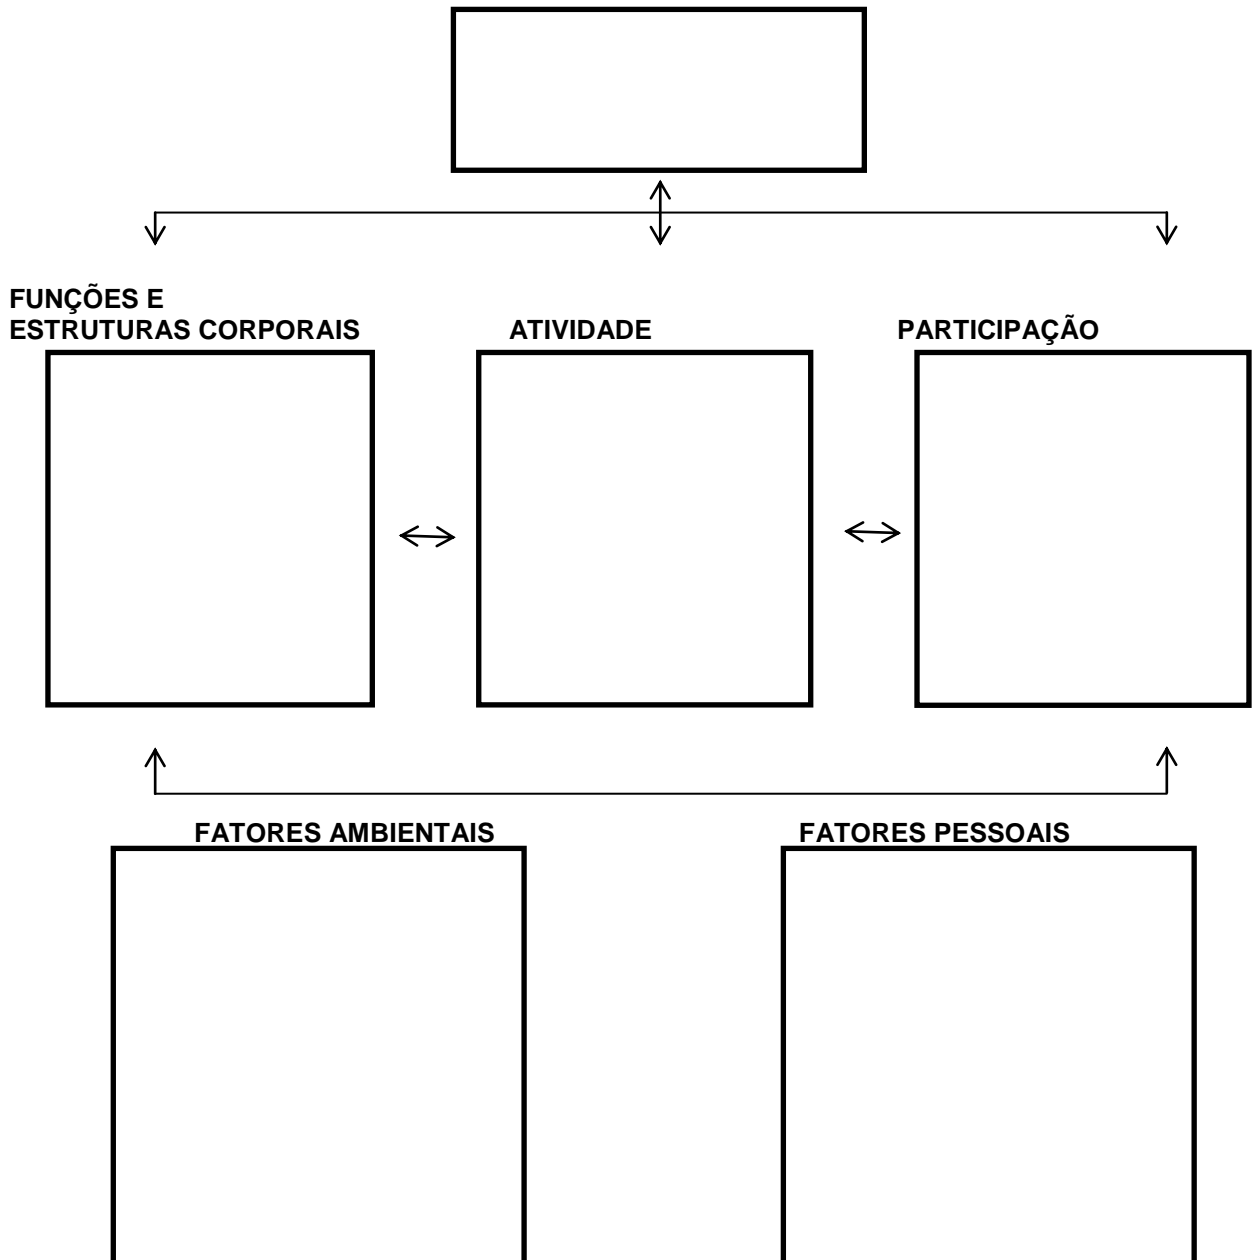 FUNÇÕES E
ESTRUTURAS CORPORAIS
ATIVIDADE
PARTICIPAÇÃO
FATORES AMBIENTAIS
FATORES PESSOAIS